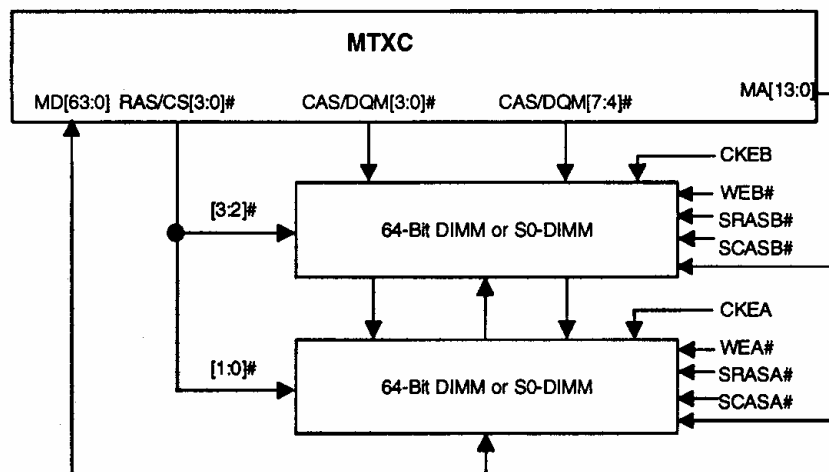 MTXC
MD[63:0] RAS/CS[3:0]# CAS/DQM[3:0]# CAS/DQM[7:4]# MA[13:0]
CKEB
[3:2]# 64-Bit DIMM or S0-DIMM WEB#
SRASB#
SCASB#
CKEA
[1:0]# 64-Bit DIMM or S0-DIMM WEA#
SRASA#
SCASA#